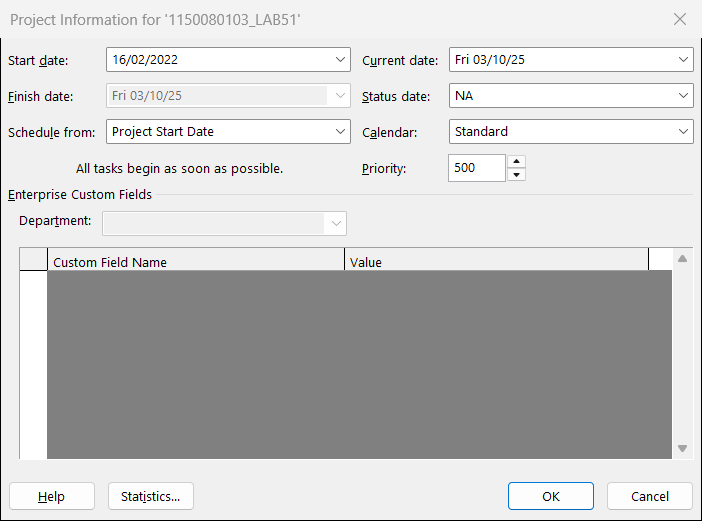 Project Information for '1150080103_LAB51'
Start date: 16/02/2022 Current date: Fri 03/10/25
Finish date: Fri 03/10/25 Status date: NA
Schedule from: Project Start Date Calendar: Standard
All tasks begin as soon as possible. Priority: 500
Enterprise Custom Fields
Department:
Custom Field Name Value
Help Statistics... OK Cancel